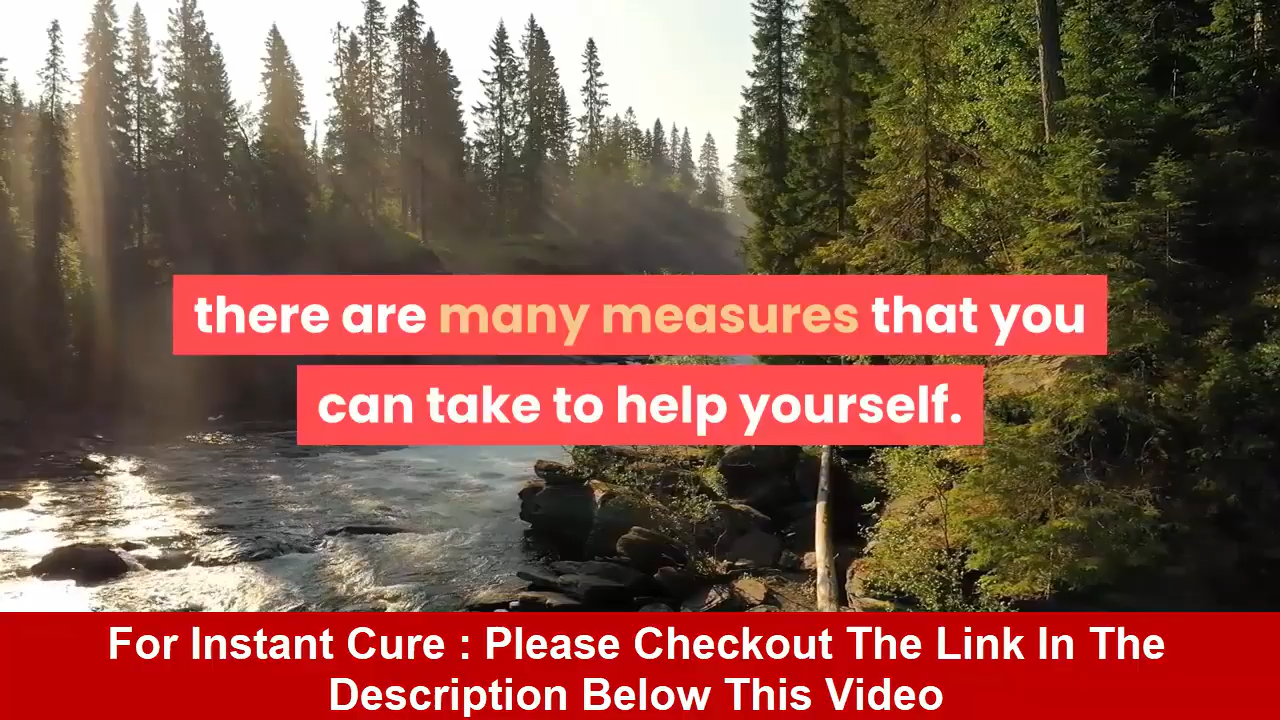 there are many measures that you
can take to help yourself.
For Instant Cure : Please Checkout The Link In The
Description Below This Video